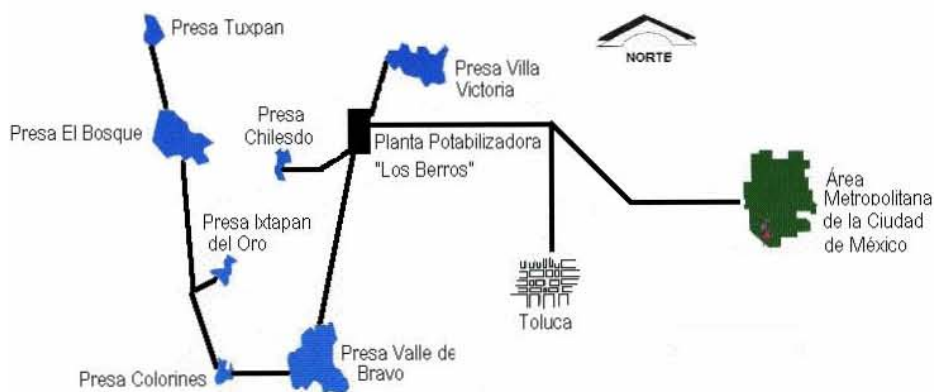 Presa Tuxpan
NORTE
Presa Villa
Victoria
Presa El Bosque
Presa
Chilesdo
Planta Potabilizadora
"Los Berros"
Presa Ixtapan
del Oro
Área
Metropolitana
de la Ciudad
de México
Toluca
Presa Colorines
Presa Valle de
Bravo